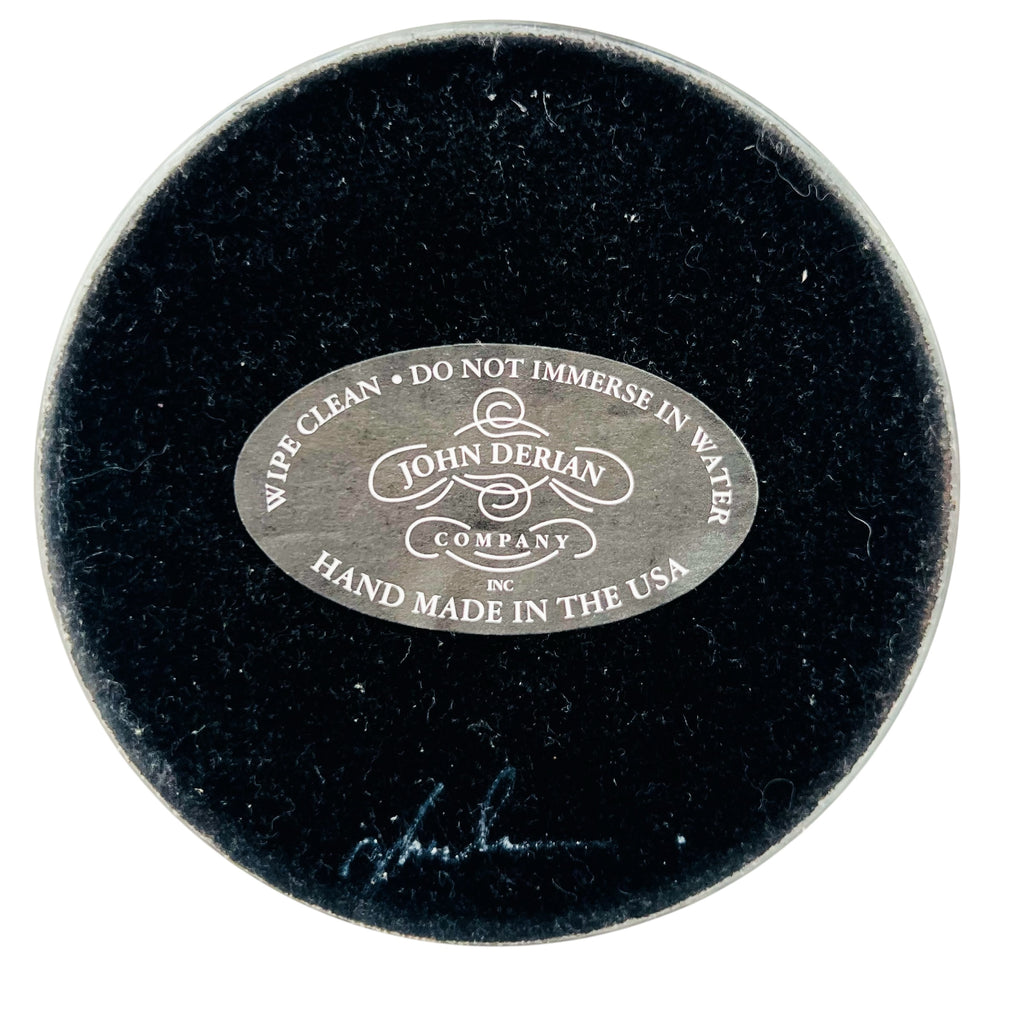 WIPE CLEAN • DO NOT IMMERSE IN WATER
JOHN DERIAN
COMPANY
INC
HAND MADE IN THE USA